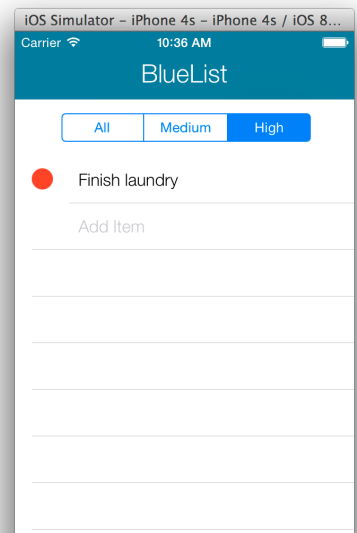 iOS Simulator – iPhone 4s – iPhone 4s / iOS 8...
Carrier 10:36 AM
BlueList
All Medium High
Finish laundry
Add Item